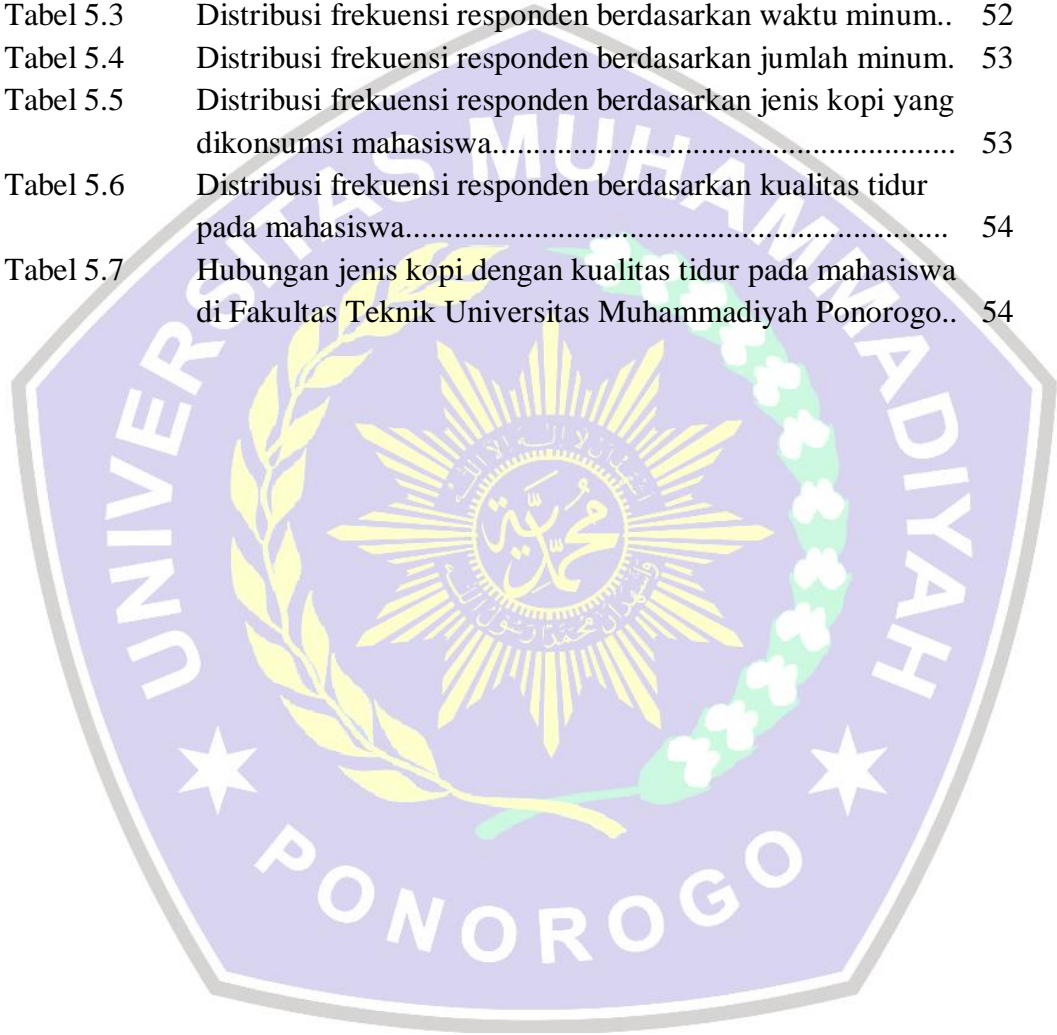 Tabel 5.3 Distribusi frekuensi responden berdasarkan waktu minum.. 52
Tabel 5.4 Distribusi frekuensi responden berdasarkan jumlah minum. 53
Tabel 5.5 Distribusi frekuensi responden berdasarkan jenis kopi yang
dikonsumsi mahasiswa........................................................ 53
Tabel 5.6 Distribusi frekuensi responden berdasarkan kualitas tidur
pada mahasiswa.................................................................. 54
Tabel 5.7 Hubungan jenis kopi dengan kualitas tidur pada mahasiswa
di Fakultas Teknik Universitas Muhammadiyah Ponorogo.. 54
UNIVERSITAS MUHAMMADIYAH
PONOROGO